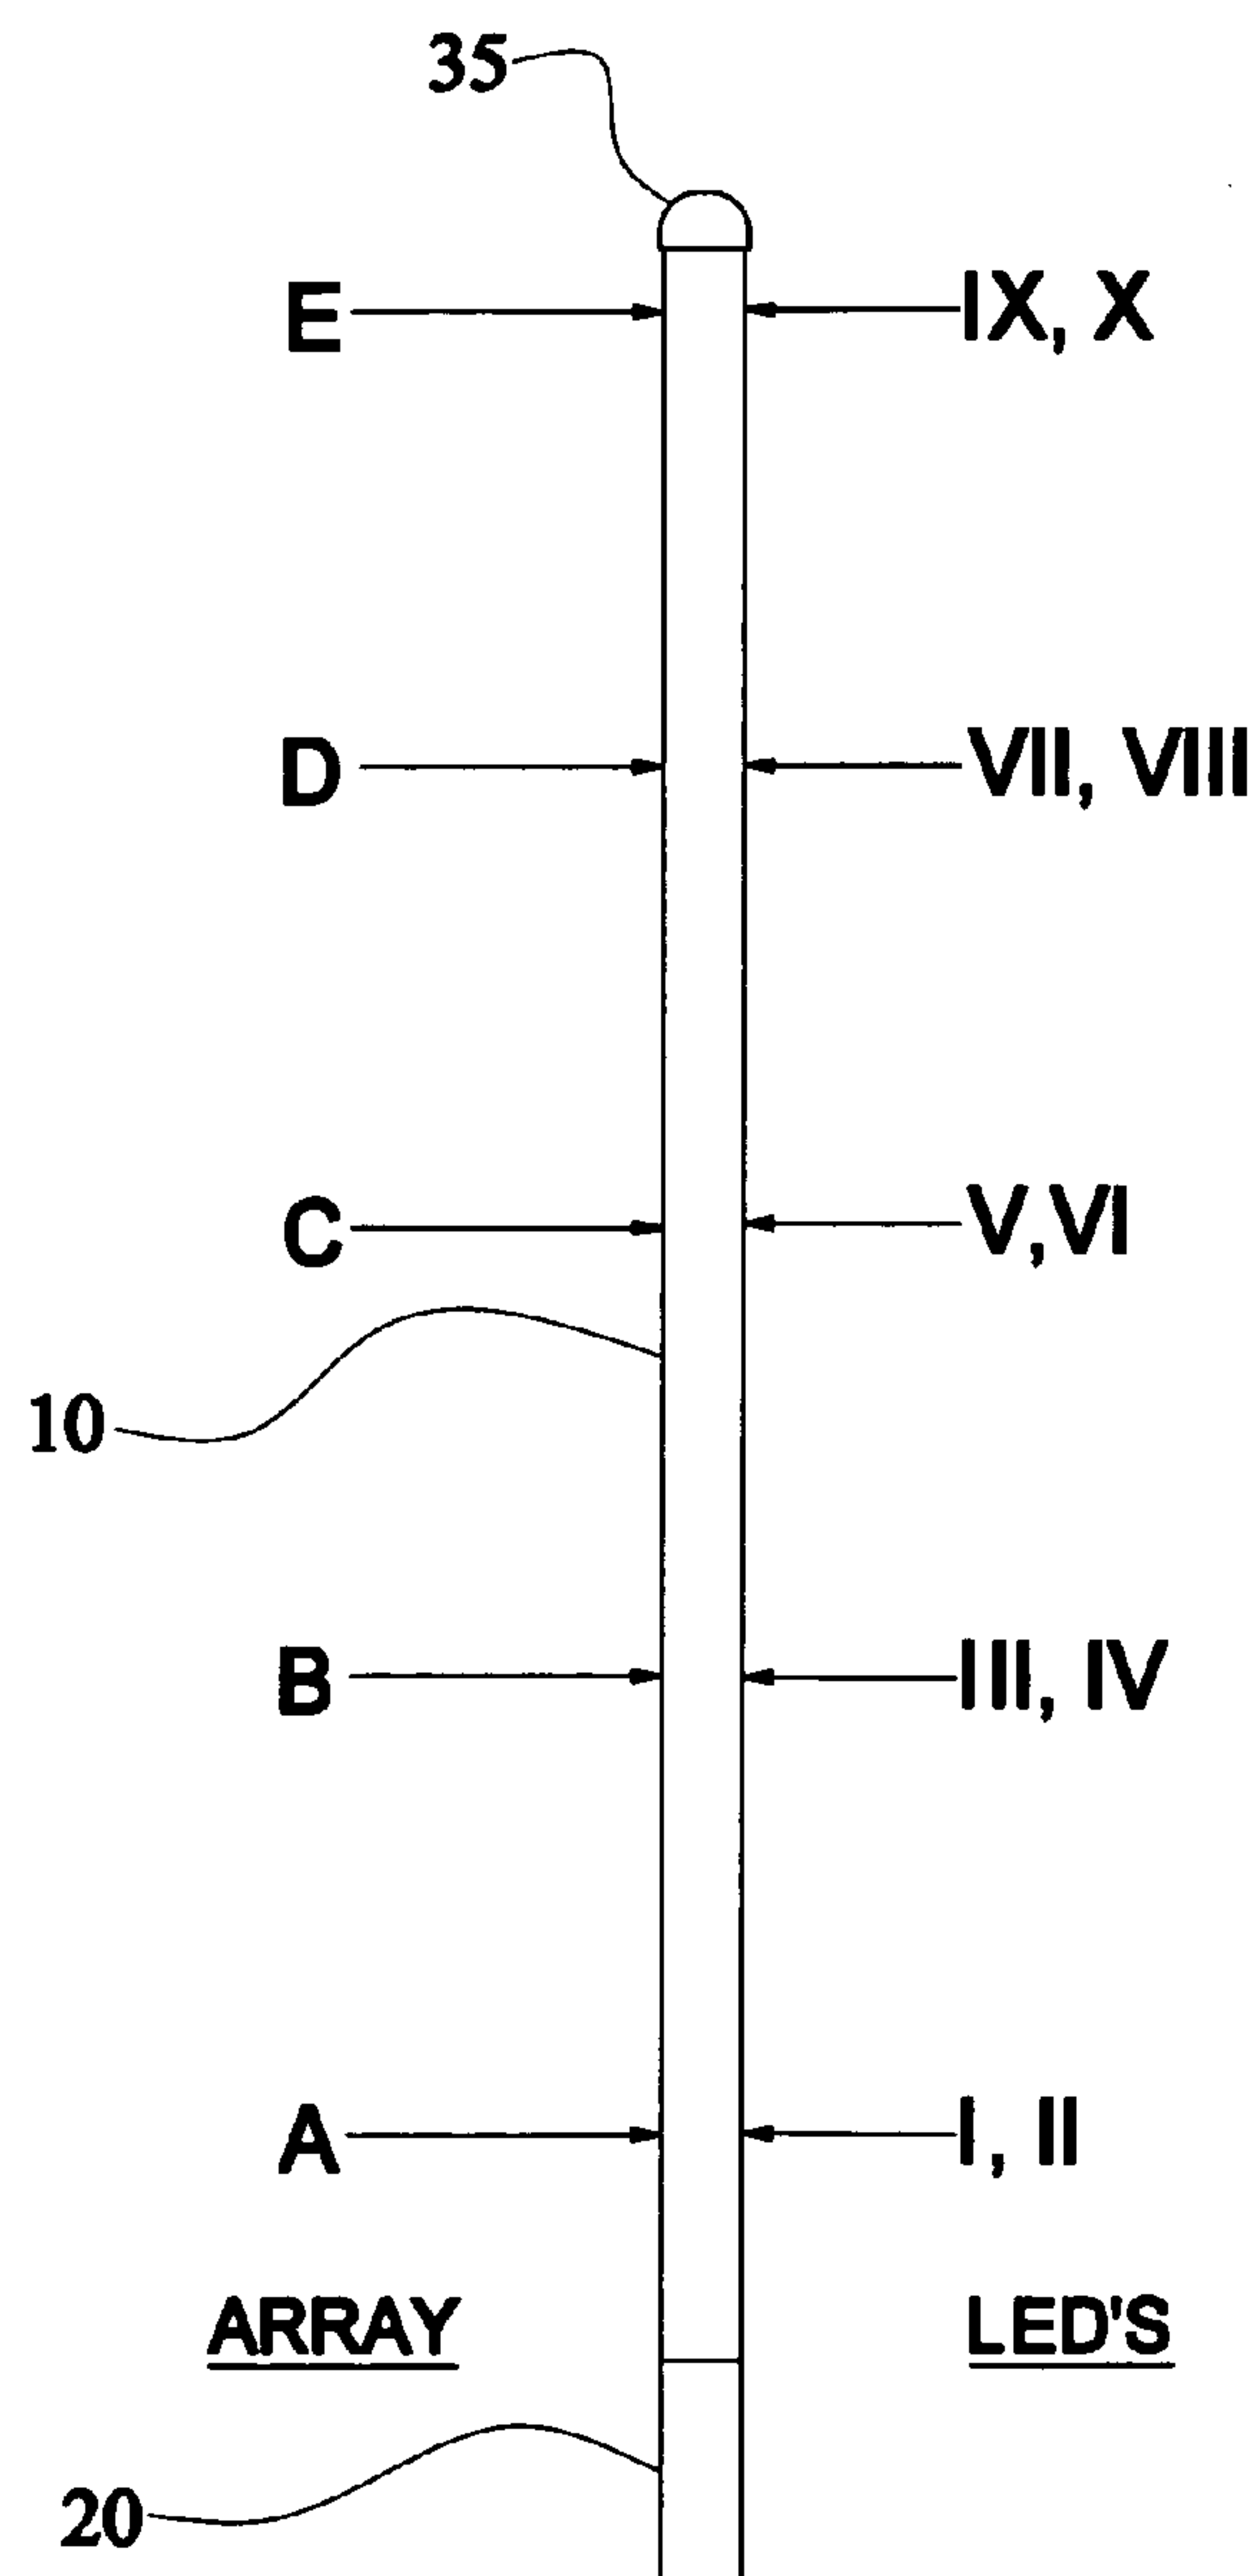 35
E IX, X
D VII, VIII
C V,VI
10
B III, IV
A I, II
ARRAY LED'S
20